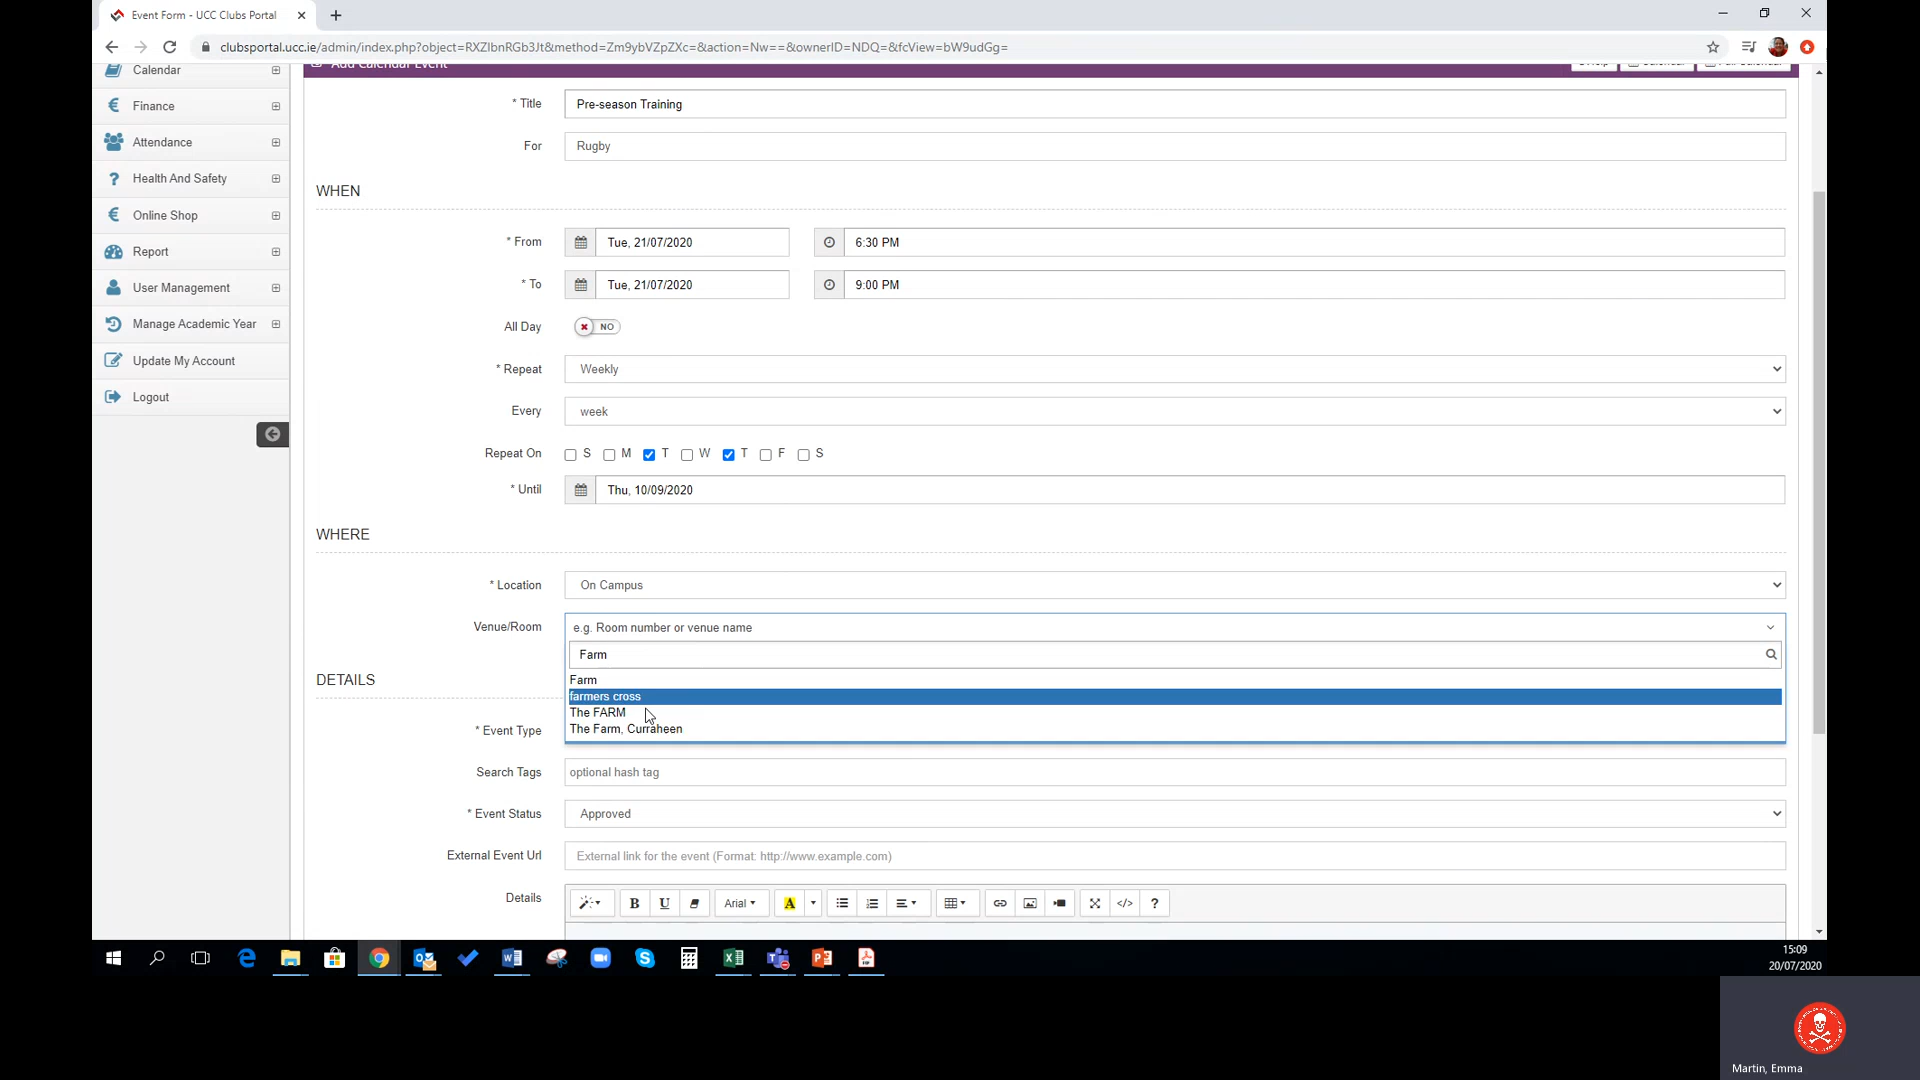 Event Form - UCC Clubs Portal
clubsportal.ucc.ie/admin/index.php?object=RXZlbnRGb3Jt&method=Zm9ybVZpZXc=&action=Nw==&ownerID=NDQ=&fcView=bW9udGg=
Calendar
Finance
Attendance
Health And Safety
Online Shop
Report
User Management
Manage Academic Year
Update My Account
Logout
Add Calendar Event
* Title Pre-season Training
For Rugby
WHEN
* From Tue, 21/07/2020 6:30 PM
* To Tue, 21/07/2020 9:00 PM
All Day NO
* Repeat Weekly
Every week
Repeat On S M T W T F S
* Until Thu, 10/09/2020
WHERE
* Location On Campus
Venue/Room e.g. Room number or venue name
Farm
Farm
farmers cross
The FARM
The Farm, Curraheen
DETAILS
* Event Type
Search Tags optional hash tag
* Event Status Approved
External Event Url External link for the event (Format: http://www.example.com)
Details B U Arial A </> ?
15:09
20/07/2020
Martin, Emma